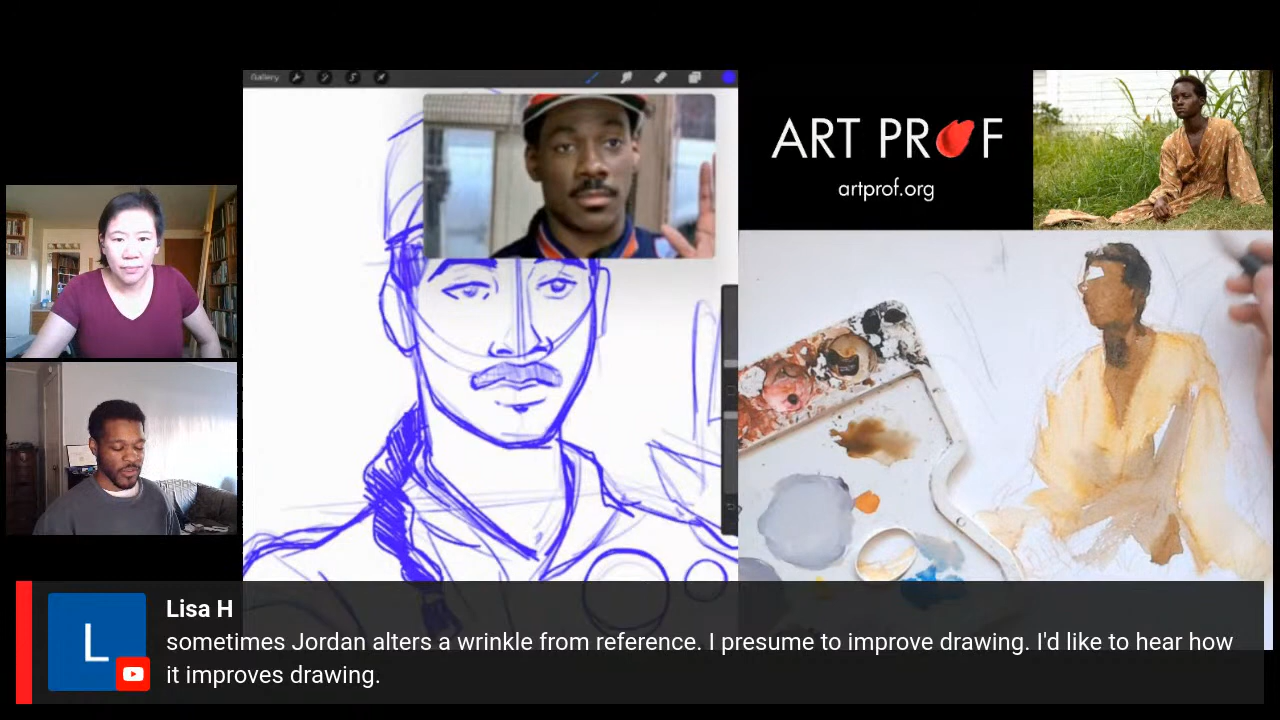 Gallery
ART PROF
artprof.org
L
Lisa H
sometimes Jordan alters a wrinkle from reference. I presume to improve drawing. I'd like to hear how
it improves drawing.